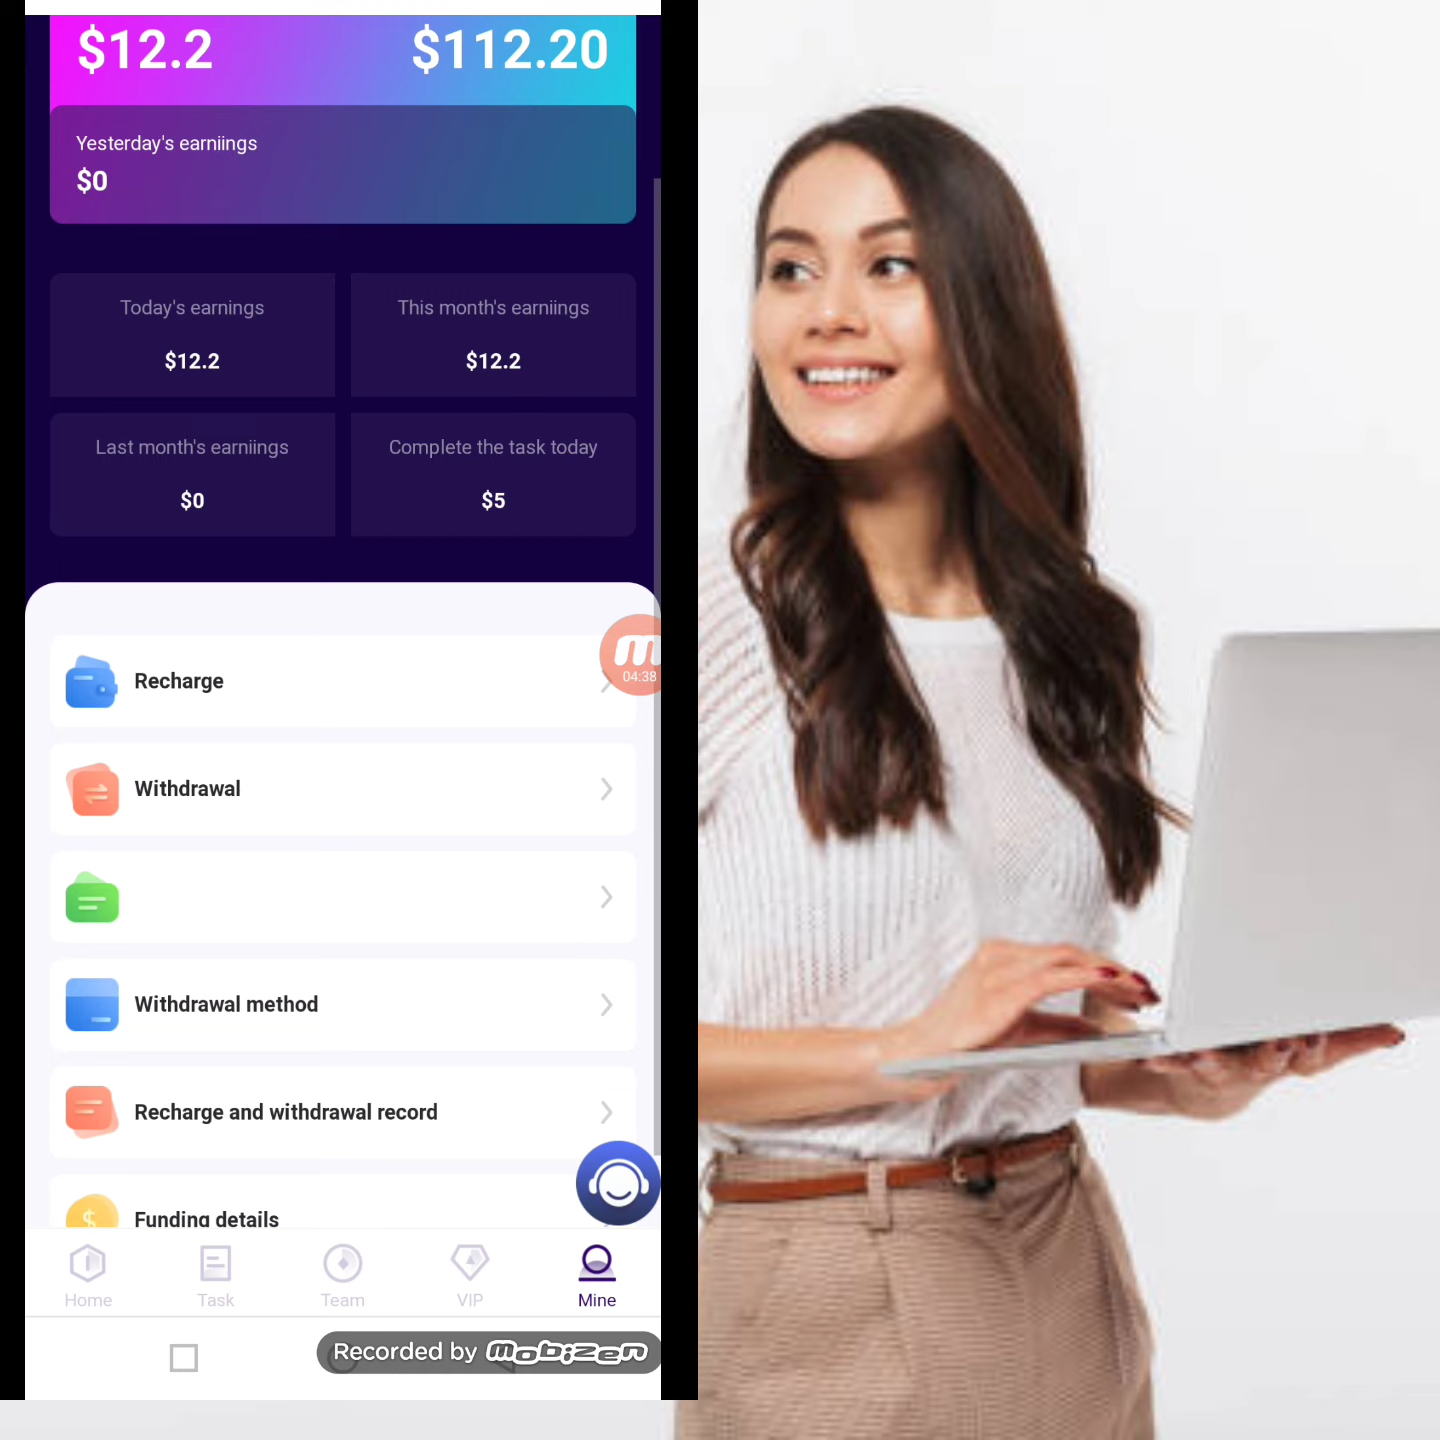 $12.2 $112.20
Yesterday's earniings
$0
Today's earnings This month's earniings
$12.2 $12.2
Last month's earniings Complete the task today
$0 $5
Recharge
04:38
Withdrawal
Withdrawal method
Recharge and withdrawal record
Funding details
Home Task Team VIP Mine
Recorded by mobizen